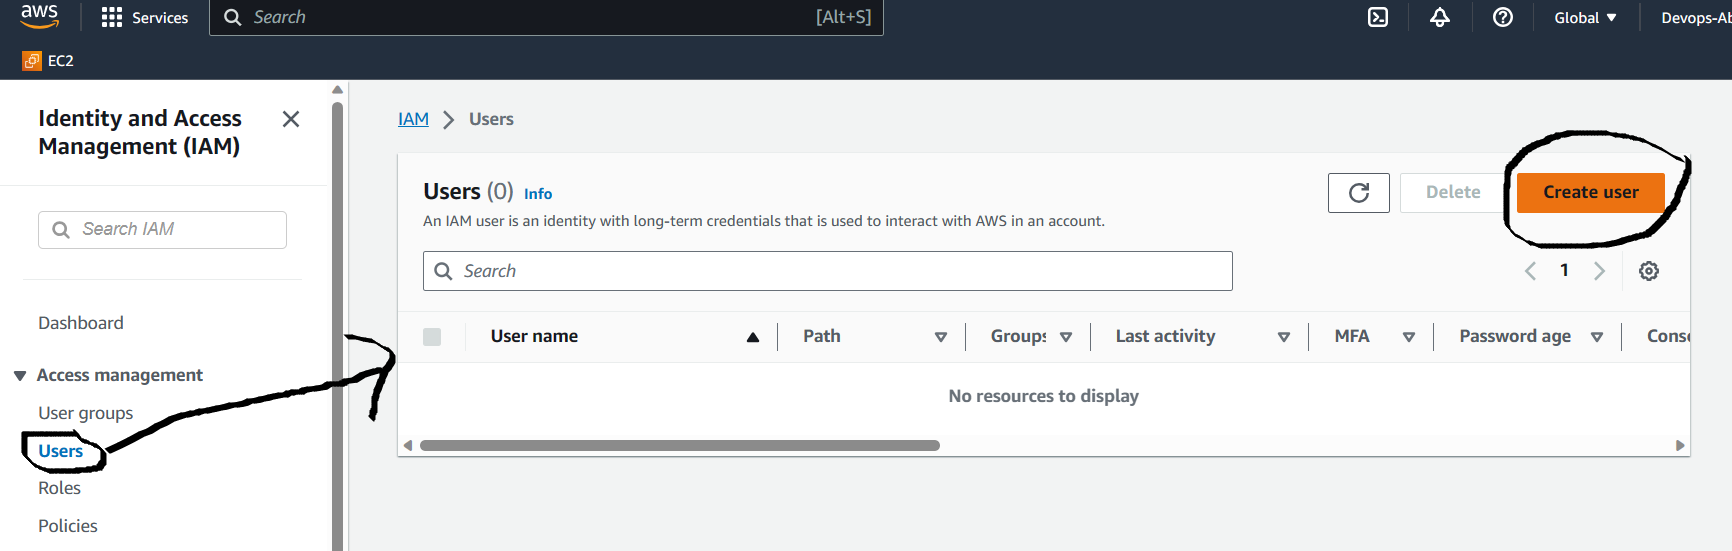 aws Services Search [Alt+S] Global Devops-Ab
EC2
Identity and Access
Management (IAM)
Search IAM
Dashboard
Access management
User groups
Users
Roles
Policies
IAM > Users
Users (0) Info
Delete Create user
An IAM user is an identity with long-term credentials that is used to interact with AWS in an account.
Search
1
User name Path Groups Last activity MFA Password age Conso
No resources to display